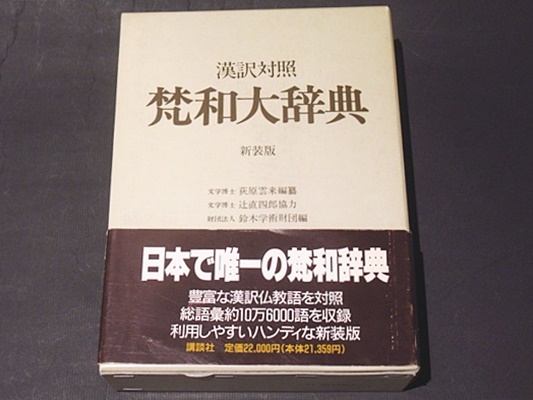 漢訳対照
梵和大辞典
新装版
文学博士 荻原雲来編纂
文学博士 辻直四郎協力
財団法人 鈴木学術財団編
日本で唯一の梵和辞典
豊富な漢訳仏教語を対照
総語彙約10万6000語を収録
利用しやすいハンディな新装版
講談社 定価22,000円(本体21,359円)